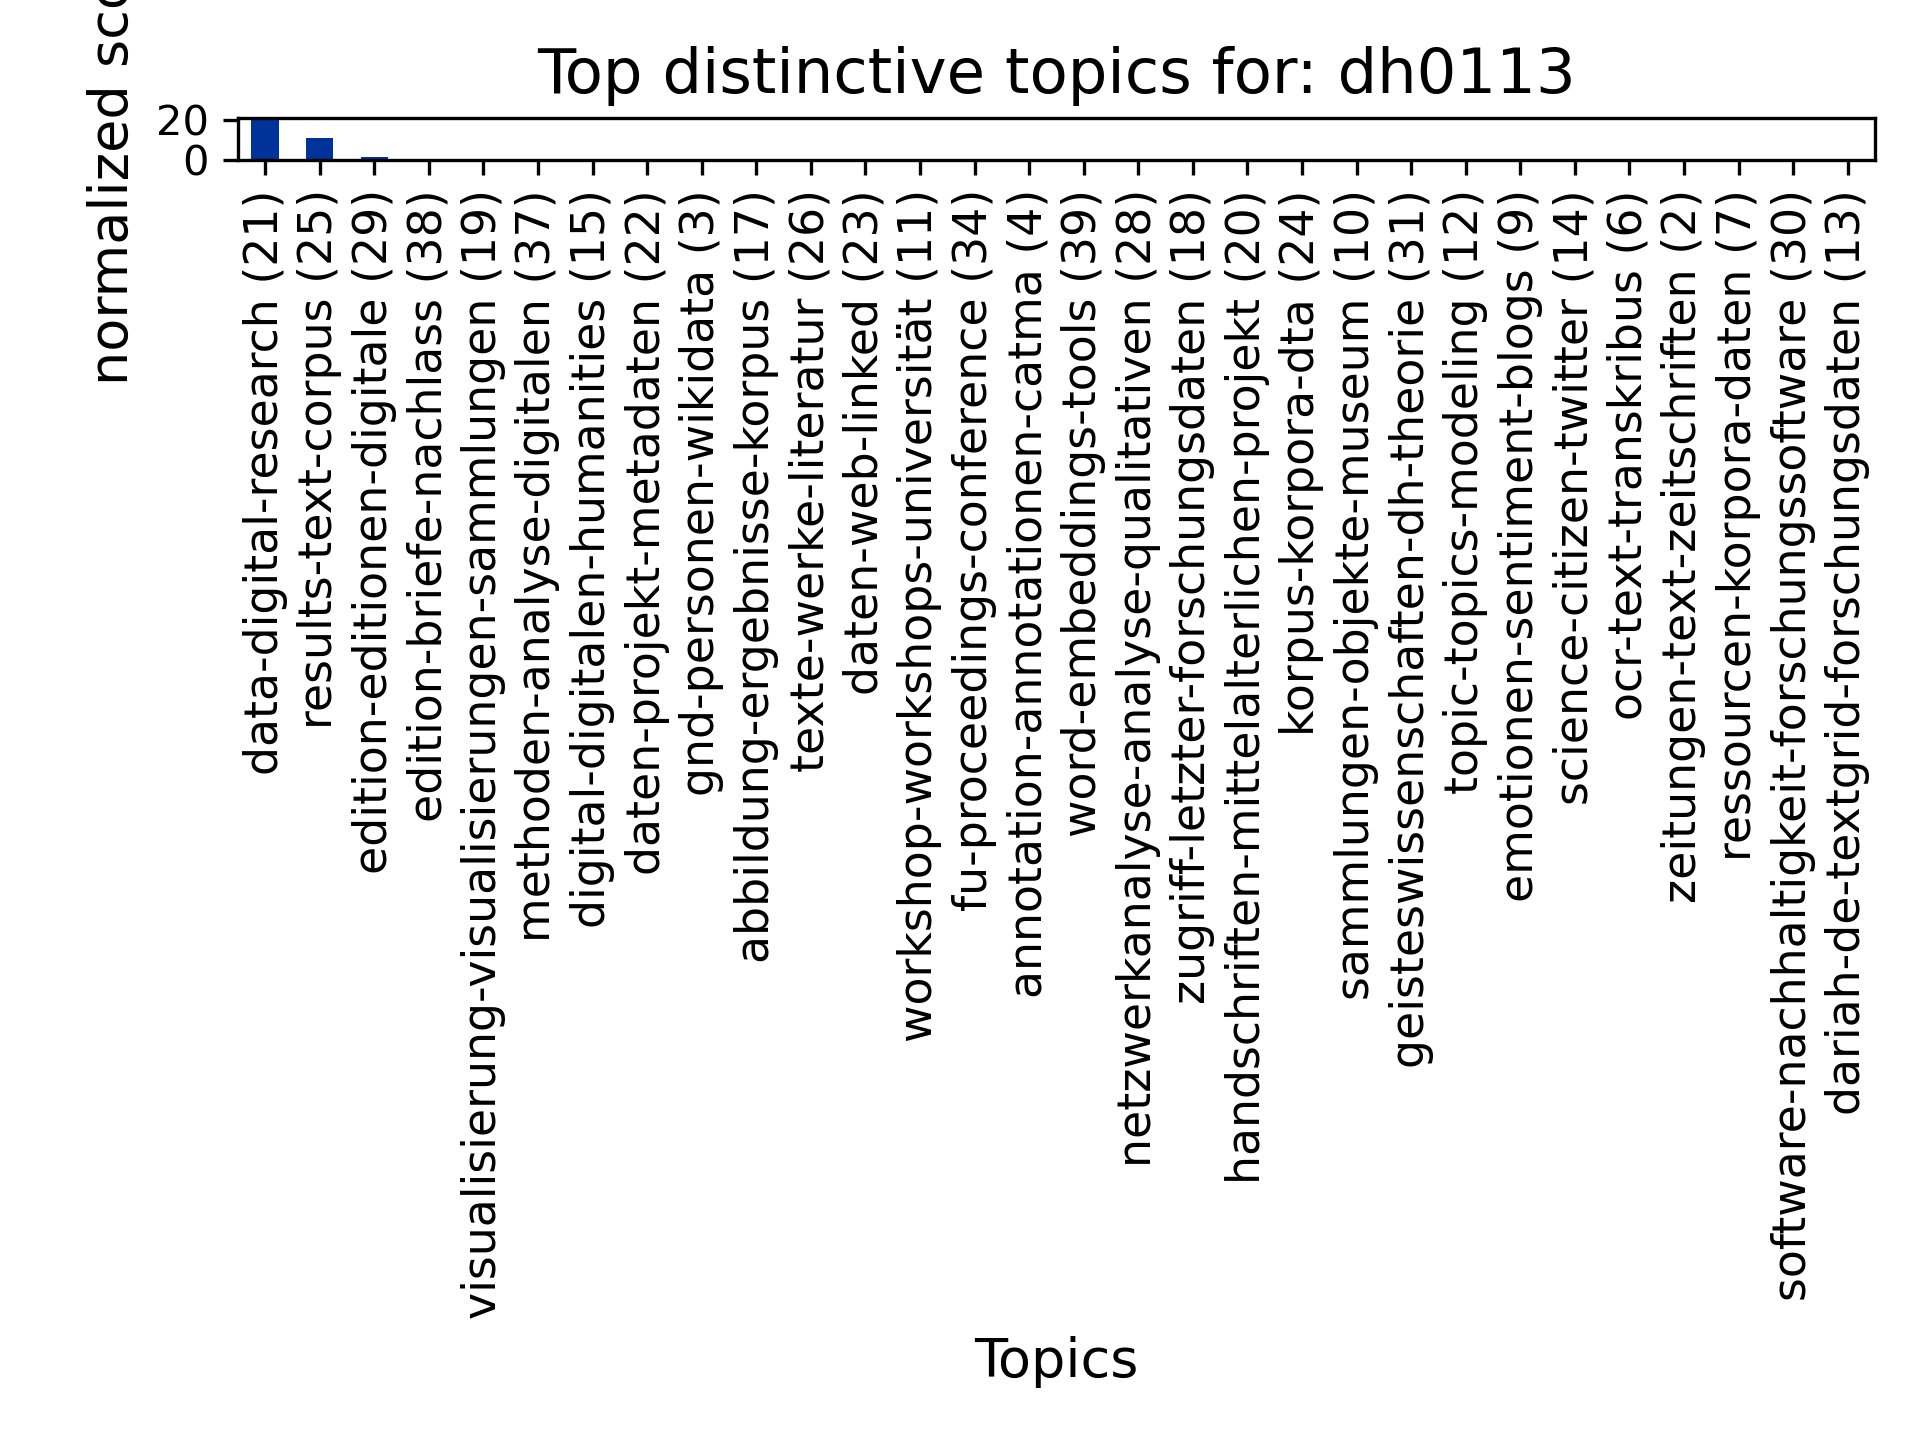 Top distinctive topics for: dh0113
normalized
20
0
data-digital-research (21)
results-text-corpus (25)
edition-editionen-digitale (29)
edition-briefe-nachlass (38)
visualisierung-visualisierungen-sammlungen (19)
methoden-analyse-digitalen (37)
digital-digitalen-humanities (15)
daten-projekt-metadaten (22)
gnd-personen-wikidata (3)
abbildung-ergebnisse-korpus (17)
texte-werke-literatur (26)
daten-web-linked (23)
workshop-workshops-universität (11)
fu-proceedings-conference (34)
annotation-annotationen-catma (4)
word-embeddings-tools (39)
netzwerkanalyse-analyse-qualitativen (28)
zugriff-letzter-forschungsdaten (18)
handschriften-mittelalterlichen-projekt (20)
korpus-korpora-dta (24)
sammlungen-objekte-museum (10)
geisteswissenschaften-dh-theorie (31)
topic-topics-modeling (12)
emotionen-sentiment-blogs (9)
science-citizen-twitter (14)
ocr-text-transkribus (6)
zeitungen-text-zeitschriften (2)
ressourcen-korpora-daten (7)
software-nachhaltigkeit-forschungssoftware (30)
dariah-de-textgrid-forschungsdaten (13)
Topics